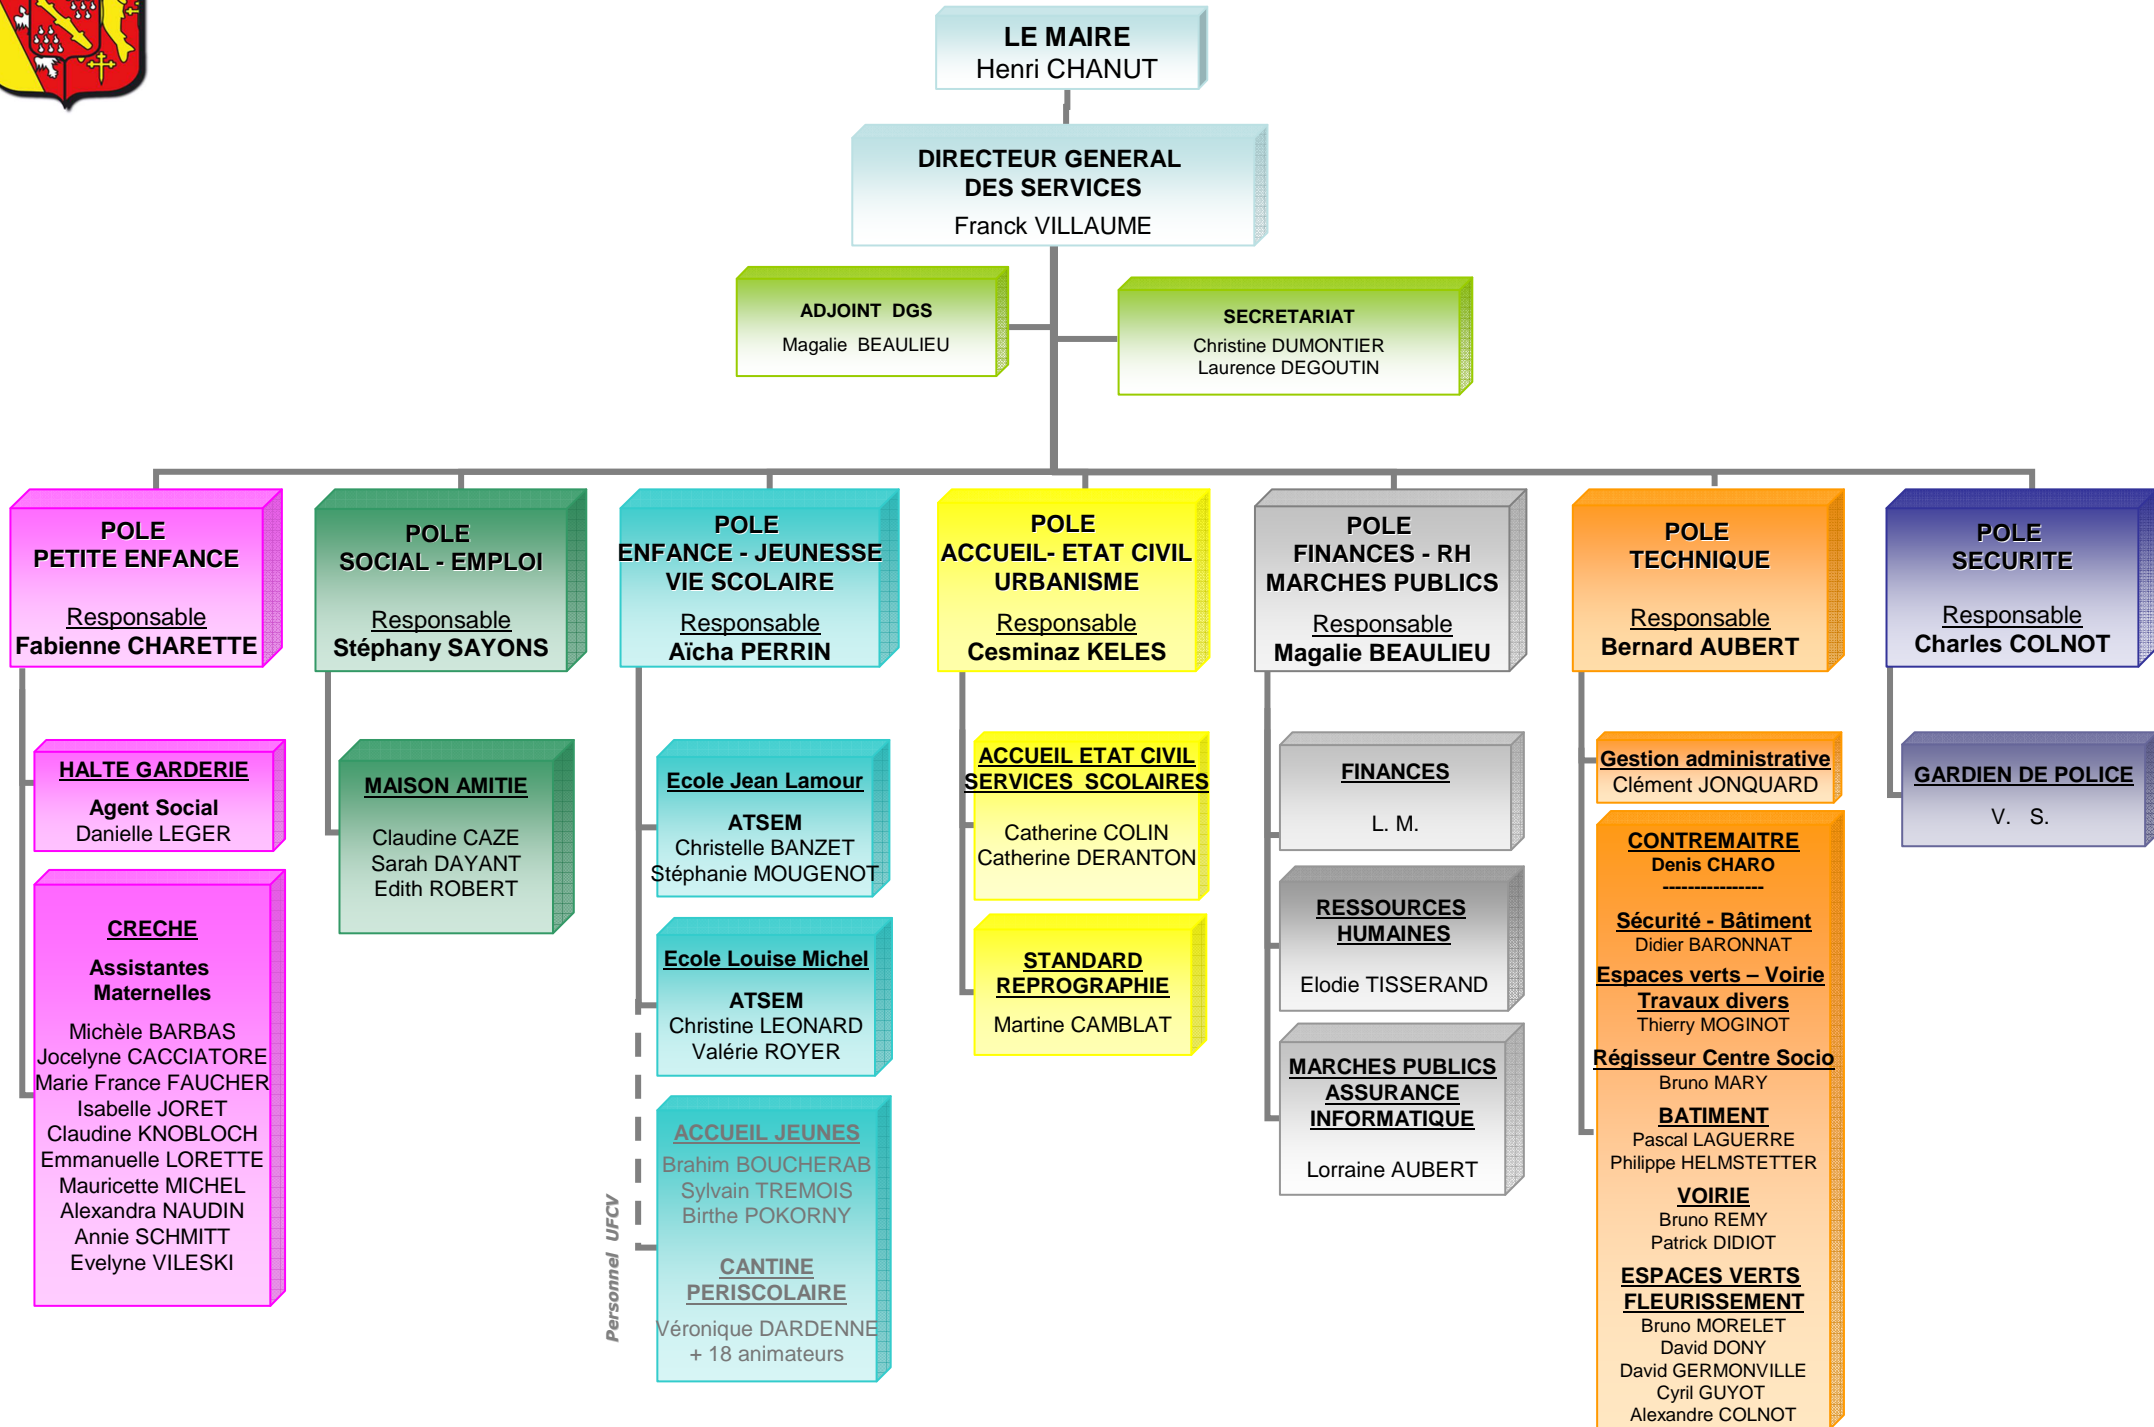 LE MAIRE
Henri CHANUT
DIRECTEUR GENERAL
DES SERVICES
Franck VILLAUME
ADJOINT  DGS
Magalie  BEAULIEU
SECRETARIAT
Christine DUMONTIER
Laurence DEGOUTIN
POLE
PETITE ENFANCE
Responsable
Fabienne CHARETTE
HALTE GARDERIE
Agent Social
Danielle LEGER
CRECHE
Assistantes
Maternelles
Michèle BARBAS
Jocelyne CACCIATORE
Marie France FAUCHER
Isabelle JORET
Claudine KNOBLOCH
Emmanuelle LORETTE
Mauricette MICHEL
Alexandra NAUDIN
Annie SCHMITT
Evelyne VILESKI
POLE
SOCIAL - EMPLOI
Responsable
Stéphany SAYONS
MAISON AMITIE
Claudine CAZE
Sarah DAYANT
Edith ROBERT
POLE
ENFANCE - JEUNESSE
VIE SCOLAIRE
Responsable
Aïcha PERRIN
Ecole Jean Lamour
ATSEM
Christelle BANZET
Stéphanie MOUGENOT
Ecole Louise Michel
ATSEM
Christine LEONARD
Valérie ROYER
Personnel UFCV
ACCUEIL JEUNES
Brahim BOUCHERAB
Sylvain TREMOIS
Birthe POKORNY
CANTINE
PERISCOLAIRE
Véronique DARDENNE
+ 18 animateurs
POLE
ACCUEIL- ETAT CIVIL
URBANISME
Responsable
Cesminaz KELES
ACCUEIL ETAT CIVIL
SERVICES  SCOLAIRES
Catherine COLIN
Catherine DERANTON
STANDARD
REPROGRAPHIE
Martine CAMBLAT
POLE
FINANCES - RH
MARCHES PUBLICS
Responsable
Magalie BEAULIEU
FINANCES
L. M.
RESSOURCES
HUMAINES
Elodie TISSERAND
MARCHES PUBLICS
ASSURANCE
INFORMATIQUE
Lorraine AUBERT
POLE
TECHNIQUE
Responsable
Bernard AUBERT
Gestion administrative
Clément JONQUARD
CONTREMAITRE
Denis CHARO
----------------
Sécurité - Bâtiment
Didier BARONNAT
Espaces verts – Voirie
Travaux divers
Thierry MOGINOT
Régisseur Centre Socio
Bruno MARY
BATIMENT
Pascal LAGUERRE
Philippe HELMSTETTER
VOIRIE
Bruno REMY
Patrick DIDIOT
ESPACES VERTS
FLEURISSEMENT
Bruno MORELET
David DONY
David GERMONVILLE
Cyril GUYOT
Alexandre COLNOT
POLE
SECURITE
Responsable
Charles COLNOT
GARDIEN DE POLICE
V.   S.